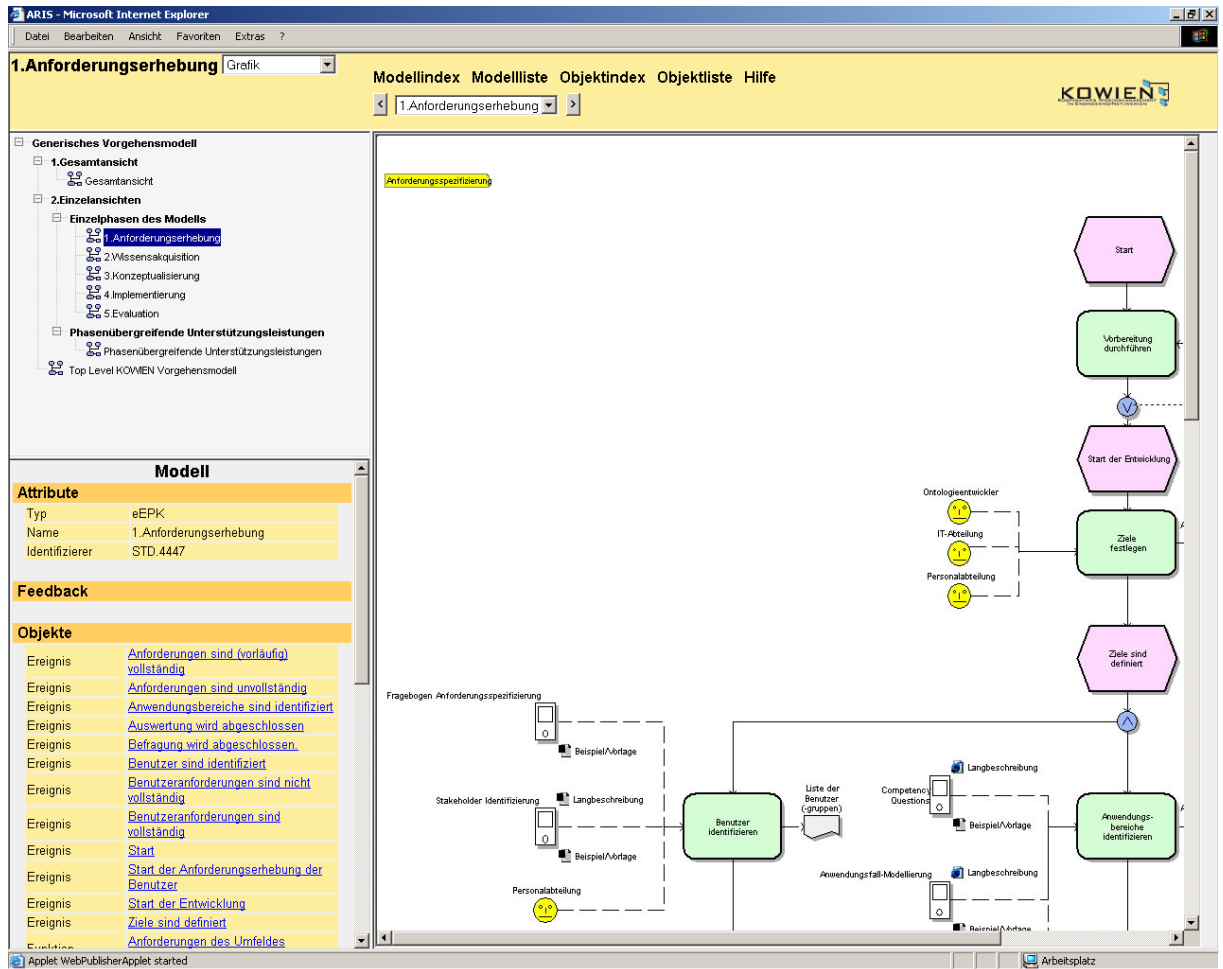 ARIS - Microsoft Internet Explorer
Datei Bearbeiten Ansicht Favoriten Extras ?
1.Anforderungserhebung Grafik
Modellindex Modellliste Objektindex Objektliste Hilfe
< 1.Anforderungserhebung >
KOWIEN
Generisches Vorgehensmodell
1.Gesamtansicht
Gesamtansicht
2.Einzelansichten
Einzelphasen des Modells
1.Anforderungserhebung
2.Wissensakquisition
3.Konzeptualisierung
4.Implementierung
5.Evaluation
Phasenübergreifende Unterstützungsleistungen
Phasenübergreifende Unterstützungsleistungen
Top Level KOWIEN Vorgehensmodell
Modell
Attribute
Typ eEPK
Name 1.Anforderungserhebung
Identifizierer STD.4447
Feedback
Objekte
Ereignis Anforderungen sind (vorläufig)
vollständig
Ereignis Anforderungen sind unvollständig
Ereignis Anwendungsbereiche sind identifiziert
Ereignis Auswertung wird abgeschlossen
Ereignis Befragung wird abgeschlossen.
Ereignis Benutzer sind identifiziert
Ereignis Benutzeranforderungen sind nicht
vollständig
Ereignis Benutzeranforderungen sind
vollständig
Ereignis Start
Ereignis Start der Anforderungserhebung der
Benutzer
Ereignis Start der Entwicklung
Ereignis Ziele sind definiert
Funktion Anforderungen des Umfeldes
Anforderungsspezifizierung
Start
Vorbereitung
durchführen
Start der Entwicklung
Ontologieentwickler
IT-Abteilung
Personalabteilung
Ziele
festlegen
A
Ziele sind
definiert
Fragebogen Anforderungsspezifizierung
Beispiel/Vorlage
Stakeholder Identifizierung
Langbeschreibung
Beispiel/Vorlage
Personalabteilung
Benutzer
identifizieren
Liste der
Benutzer
(-gruppen)
Langbeschreibung
Competency
Questions
Beispiel/Vorlage
Anwendungs-
bereiche
identifizieren
A
Anwendungsfall-Modellierung
Langbeschreibung
Beispiel/Vorlage
Applet WebPublisherApplet started
Arbeitsplatz